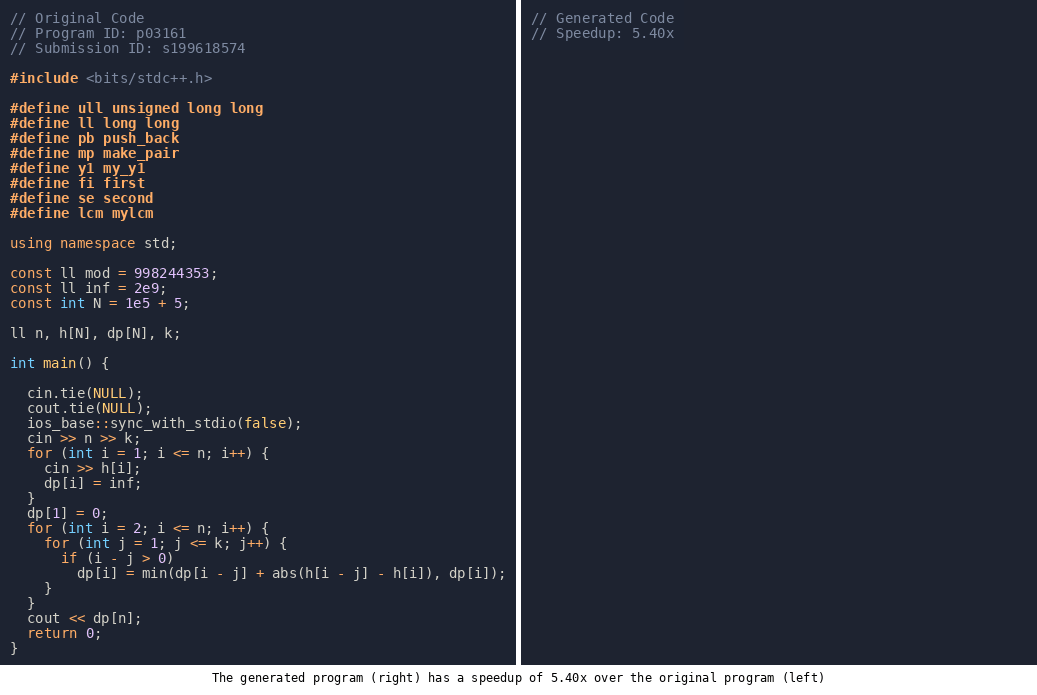 // Original Code
// Program ID: p03161
// Submission ID: s199618574
#include <bits/stdc++.h>
#define ull unsigned long long
#define ll long long
#define pb push_back
#define mp make_pair
#define y1 my_y1
#define fi first
#define se second
#define lcm mylcm
using namespace std;
const ll mod = 998244353;
const ll inf = 2e9;
const int N = 1e5 + 5;
ll n, h[N], dp[N], k;
int main() {
  cin.tie(NULL);
  cout.tie(NULL);
  ios_base::sync_with_stdio(false);
  cin >> n >> k;
  for (int i = 1; i <= n; i++) {
    cin >> h[i];
    dp[i] = inf;
  }
  dp[1] = 0;
  for (int i = 2; i <= n; i++) {
    for (int j = 1; j <= k; j++) {
      if (i - j > 0)
        dp[i] = min(dp[i - j] + abs(h[i - j] - h[i]), dp[i]);
    }
  }
  cout << dp[n];
  return 0;
}
// Generated Code
// Speedup: 5.40x
The generated program (right) has a speedup of 5.40x over the original program (left)